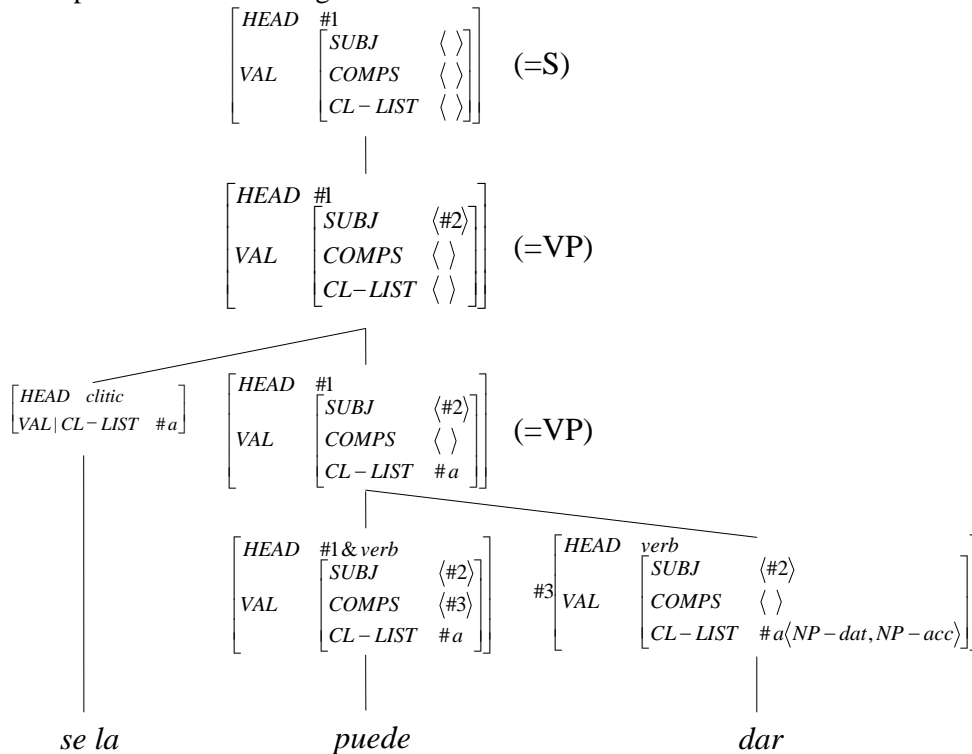 [HEAD #1
SUBJ ⟨ ⟩
VAL COMPS ⟨ ⟩ (=S)
CL–LIST ⟨ ⟩]
[HEAD #1
SUBJ ⟨#2⟩
VAL COMPS ⟨ ⟩ (=VP)
CL–LIST ⟨ ⟩]
[HEAD clitic
VAL | CL–LIST #a]
[HEAD #1
SUBJ ⟨#2⟩
VAL COMPS ⟨ ⟩ (=VP)
CL–LIST #a]
[HEAD #1 & verb
SUBJ ⟨#2⟩
VAL COMPS ⟨#3⟩
CL–LIST #a]
#3[HEAD verb
SUBJ ⟨#2⟩
VAL COMPS ⟨ ⟩
CL–LIST #a⟨NP–dat, NP–acc⟩]
se la puede dar